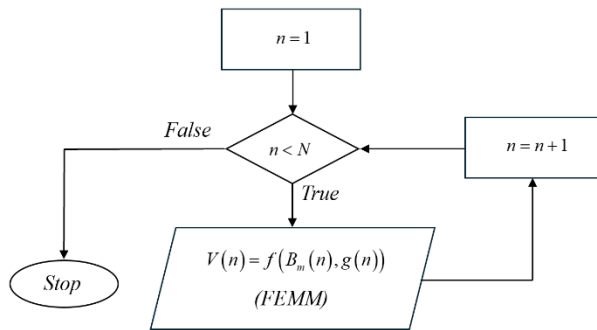 n = 1
False
n < N
n = n + 1
True
V(n) = f(B_m(n), g(n))
(FEMM)
Stop